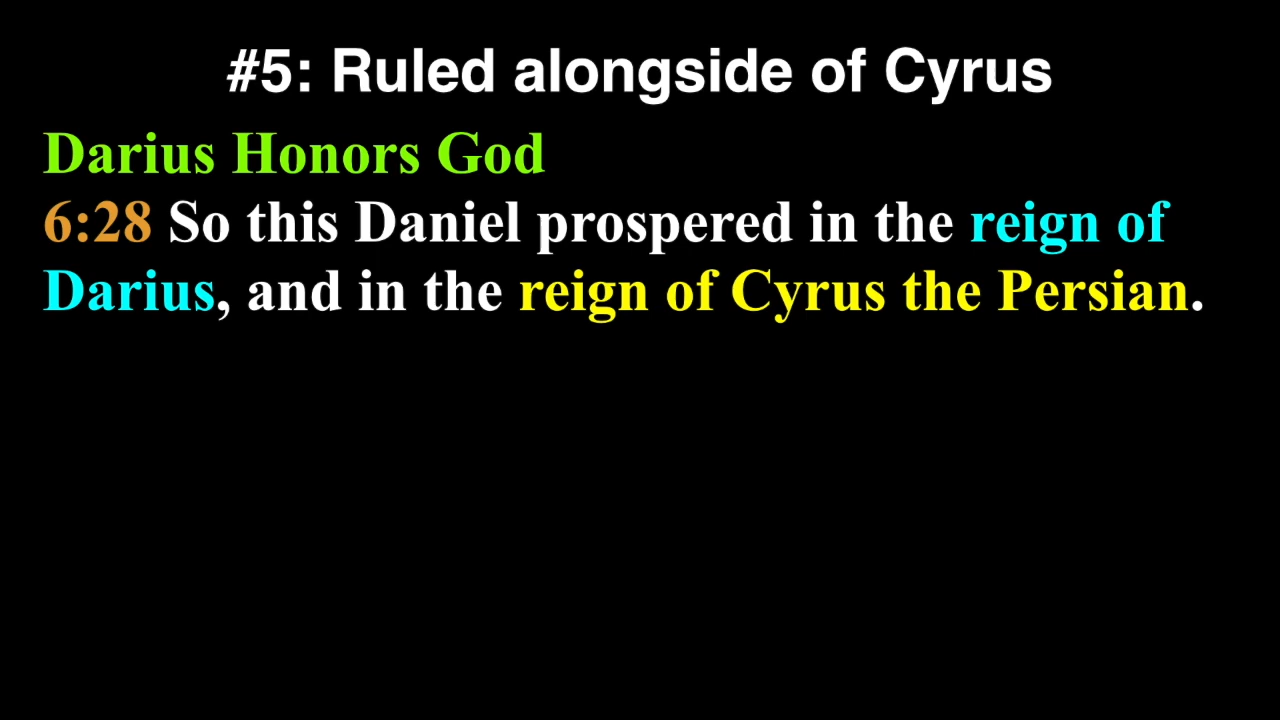 #5: Ruled alongside of Cyrus
Darius Honors God
6:28 So this Daniel prospered in the reign of
Darius, and in the reign of Cyrus the Persian.